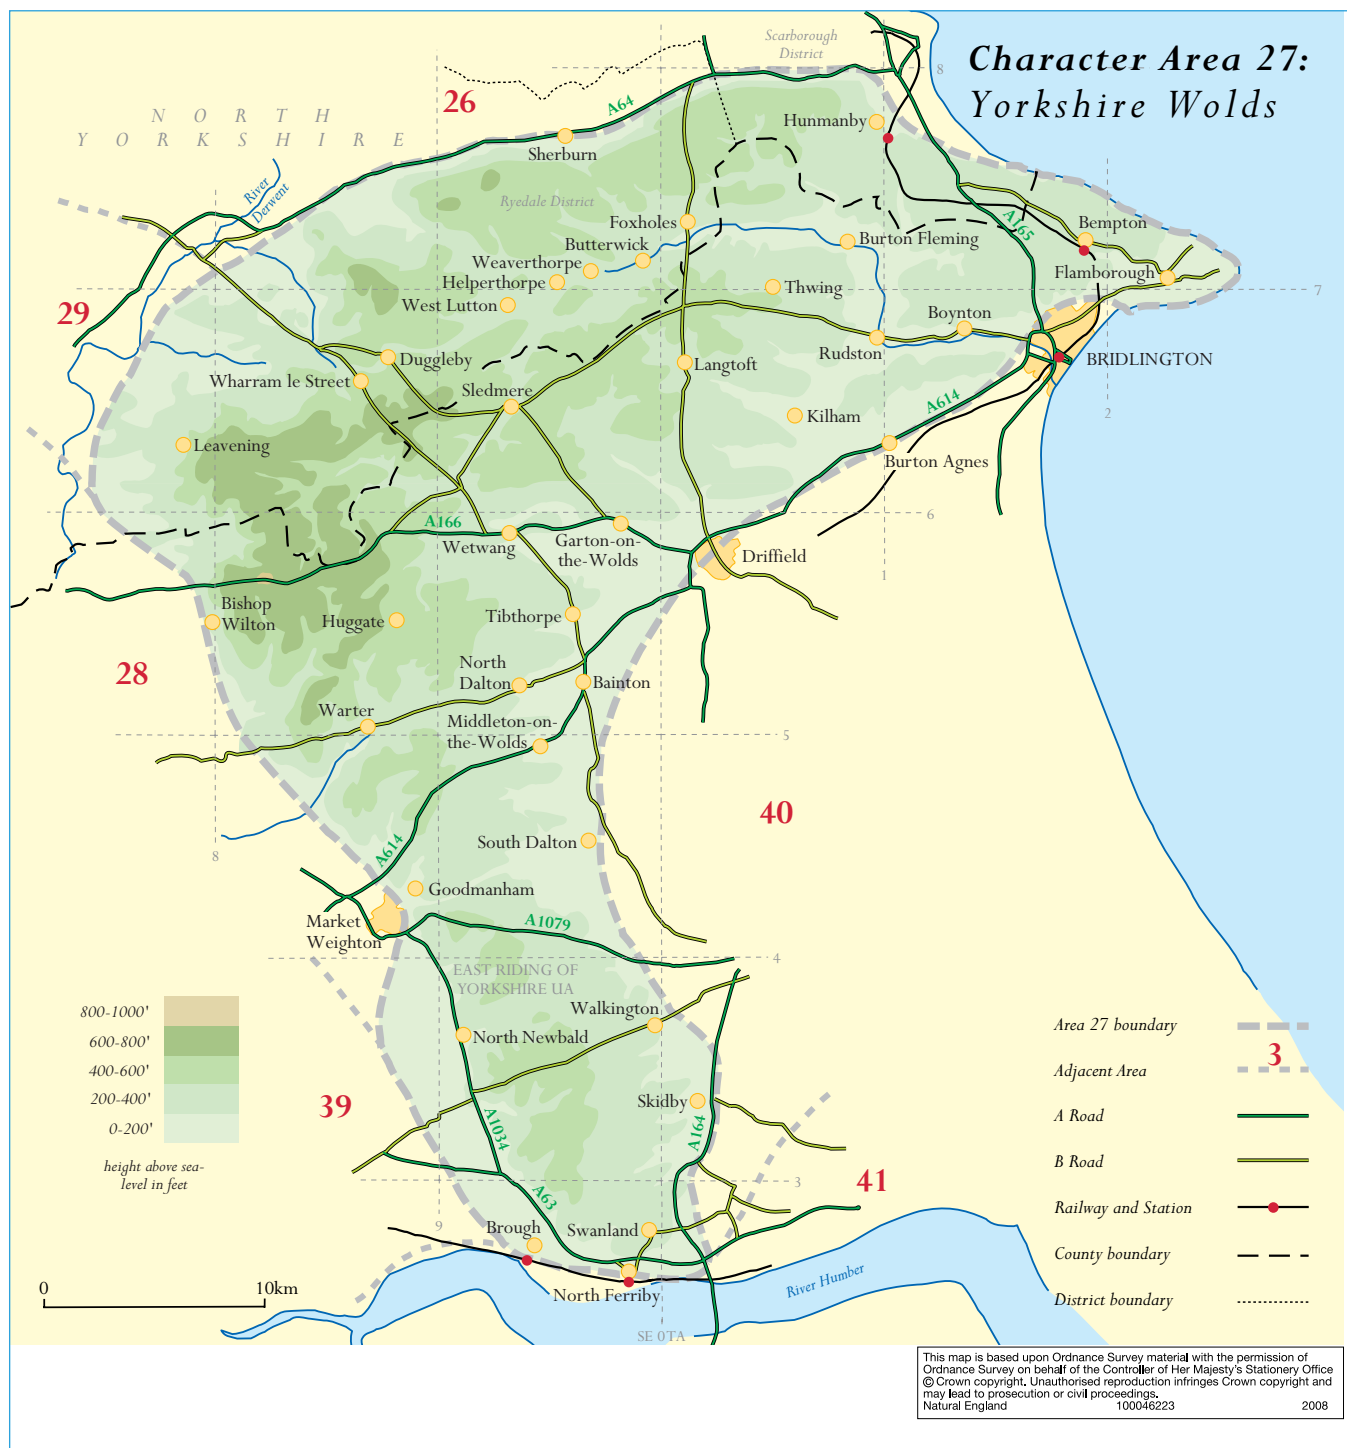 Character Area 27:
Yorkshire Wolds
Scarborough
District
8
26
A64
NORTH
YORKSHIRE
Hunmanby
Sherburn
River
Derwent
Ryedale District
Foxholes
A165
Bempton
Butterwick
Burton Fleming
Weaverthorpe
Flamborough
Helperthorpe
Thwing
7
West Lutton
29
Boynton
Rudston
Duggleby
BRIDLINGTON
Langtoft
Wharram le Street
Sledmere
A614
2
Kilham
Leavening
Burton Agnes
6
A166
Wetwang
Garton-on-
the-Wolds
Driffield
1
Bishop
Wilton
Huggate
Tibthorpe
28
North
Dalton
Bainton
Warter
Middleton-on-
the-Wolds
5
40
A614
South Dalton
8
Goodmanham
Market
Weighton
A1079
4
EAST RIDING OF
YORKSHIRE UA
Walkington
North Newbald
39
Skidby
A1034
A164
A63
3
41
9
Brough
Swanland
North Ferriby
River Humber
SE 0TA
800-1000'
600-800'
400-600'
200-400'
0-200'
height above sea-
level in feet
0 10km
Area 27 boundary
3
Adjacent Area
A Road
B Road
Railway and Station
County boundary
District boundary
This map is based upon Ordnance Survey material with the permission of
Ordnance Survey on behalf of the Controller of Her Majesty's Stationery Office
© Crown copyright. Unauthorised reproduction infringes Crown copyright and
may lead to prosecution or civil proceedings.
Natural England 100046223 2008